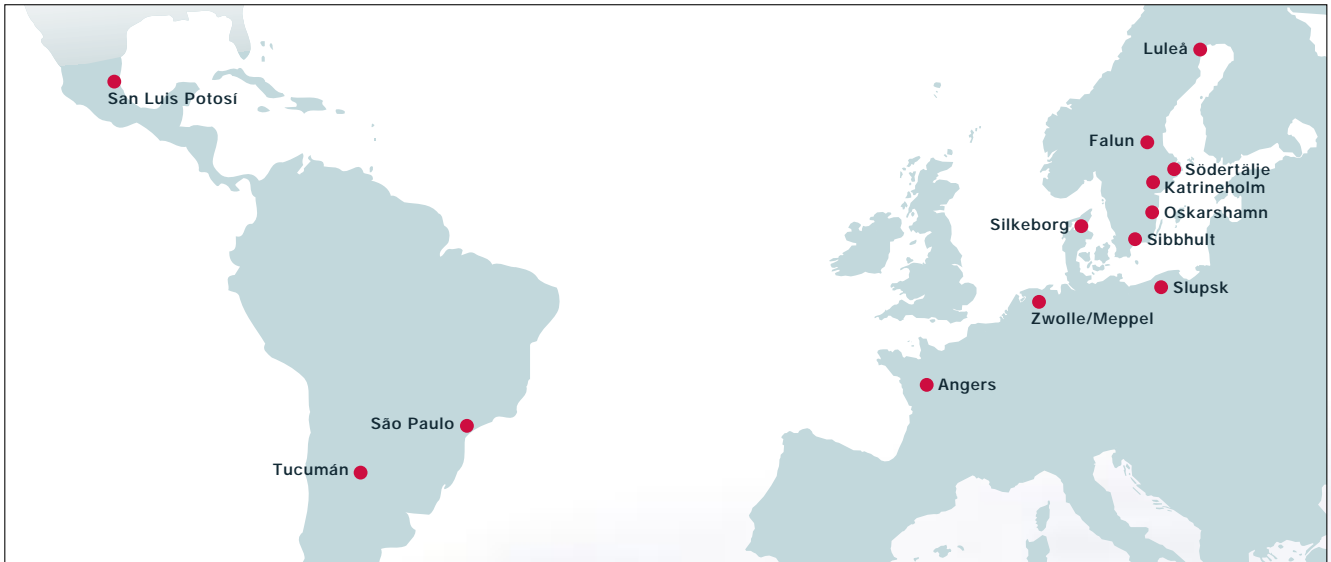 Luleå
San Luis Potosí
Falun
Södertälje
Katrineholm
Oskarshamn
Silkeborg
Sibbhult
Slupsk
Zwolle/Meppel
Angers
São Paulo
Tucumán